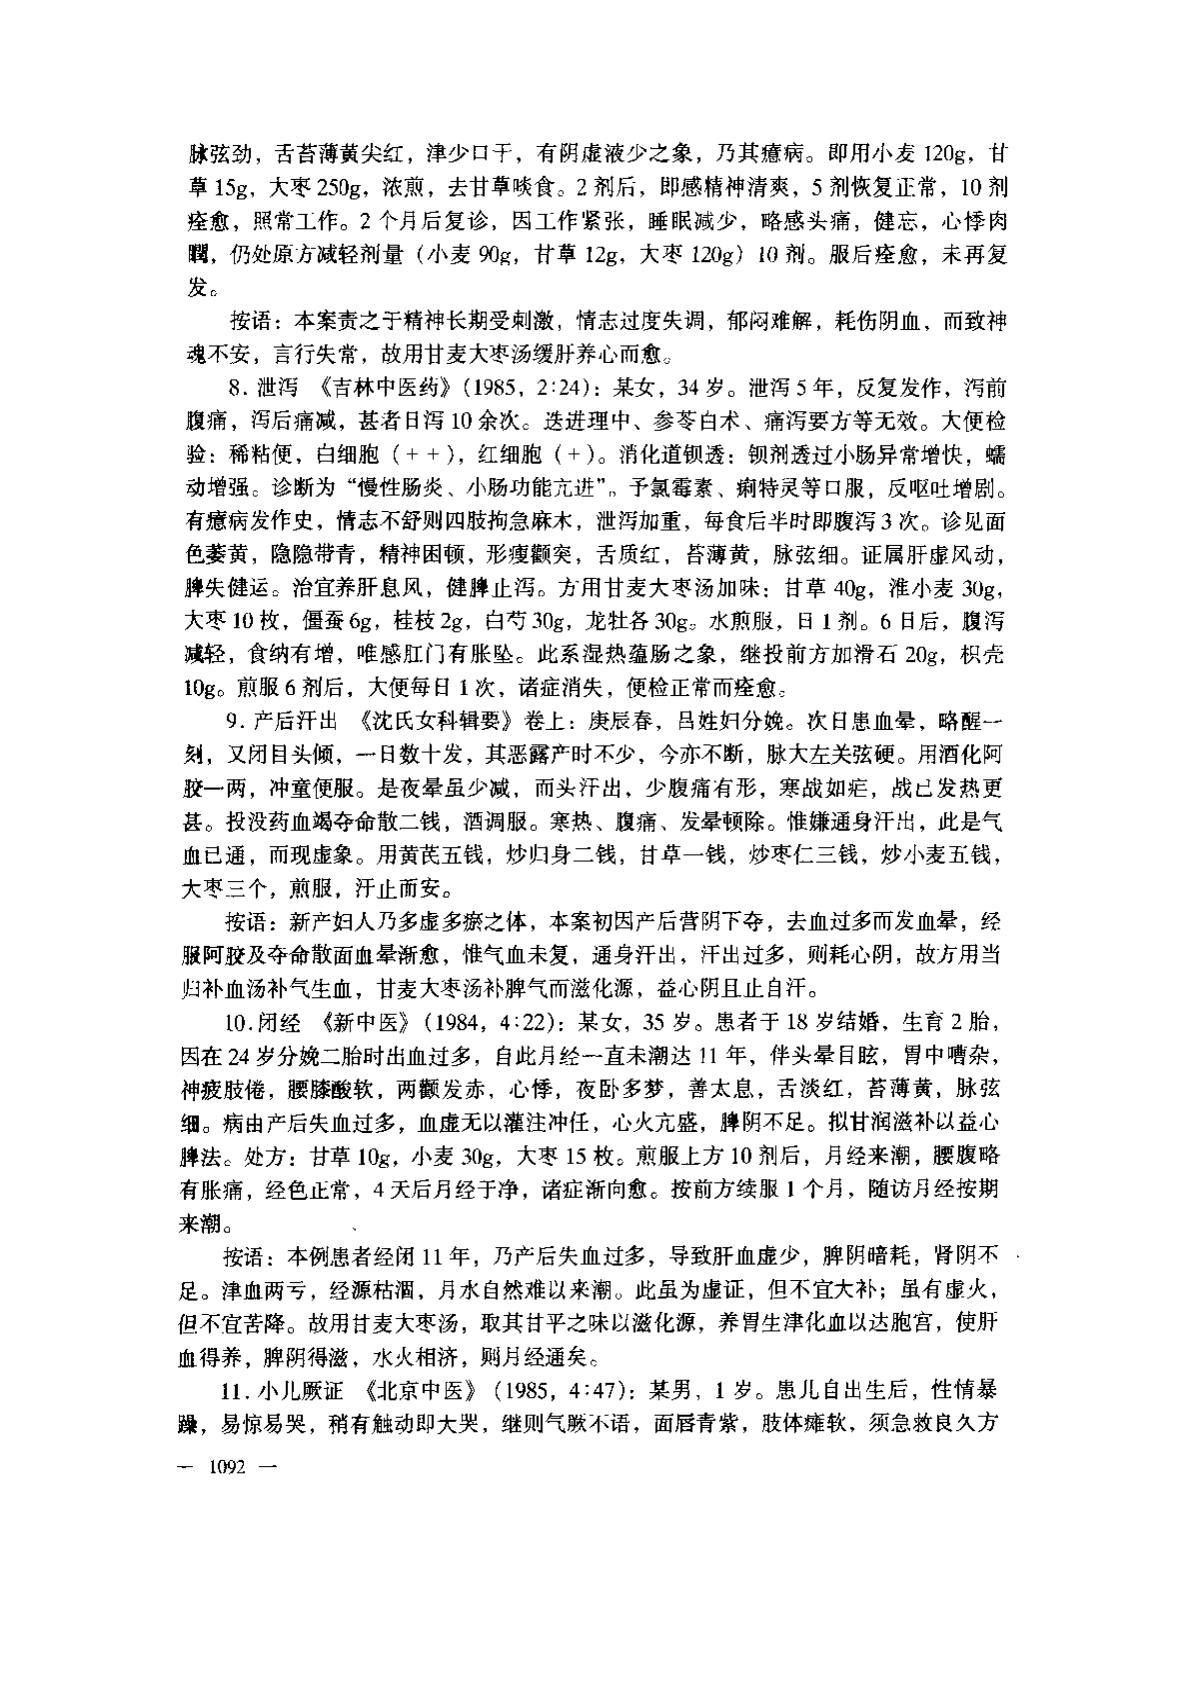 脉弦劲，舌苔薄黄尖红，津少口干，有阴虚液少之象，乃其癔病。即用小麦 120g，甘
草 15g，大枣 250g，浓煎，去甘草啖食。2 剂后，即感精神清爽，5 剂恢复正常，10 剂
痊愈，照常工作。2 个月后复诊，因工作紧张，睡眠减少，略感头痛，健忘，心悸肉
瞤，仍处原方减轻剂量（小麦 90g，甘草 12g，大枣 120g）10 剂。服后痊愈，未再复
发。
按语：本案责之于精神长期受刺激，情志过度失调，郁闷难解，耗伤阴血，而致神
魂不安，言行失常，故用甘麦大枣汤缓肝养心而愈。
8. 泄泻 《吉林中医药》（1985，2:24）：某女，34 岁。泄泻 5 年，反复发作，泻前
腹痛，泻后痛减，甚者日泻 10 余次。迭进理中、参苓白术、痛泻要方等无效。大便检
验：稀粘便，白细胞（＋＋），红细胞（＋）。消化道钡透：钡剂透过小肠异常增快，蠕
动增强。诊断为“慢性肠炎、小肠功能亢进”。予氯霉素、痢特灵等口服，反呕吐增剧。
有癔病发作史，情志不舒则四肢拘急麻木，泄泻加重，每食后半时即腹泻 3 次。诊见面
色萎黄，隐隐带青，精神困顿，形瘦颧突，舌质红，苔薄黄，脉弦细。证属肝虚风动，
脾失健运。治宜养肝息风，健脾止泻。方用甘麦大枣汤加味：甘草 40g，淮小麦 30g，
大枣 10 枚，僵蚕 6g，桂枝 2g，白芍 30g，龙牡各 30g。水煎服，日 1 剂。6 日后，腹泻
减轻，食纳有增，唯感肛门有胀坠。此系湿热蕴肠之象，继投前方加滑石 20g，枳壳
10g。煎服 6 剂后，大便每日 1 次，诸症消失，便检正常而痊愈。
9. 产后汗出 《沈氏女科辑要》卷上：庚辰春，吕姓妇分娩。次日患血晕，略醒一
刻，又闭目头倾，一日数十发，其恶露产时不少，今亦不断，脉大左关弦硬。用酒化阿
胶一两，冲童便服。是夜晕虽少减，而头汗出，少腹痛有形，寒战如疟，战已发热更
甚。投没药血竭夺命散二钱，酒调服。寒热、腹痛、发晕顿除。惟嫌通身汗出，此是气
血已通，而现虚象。用黄芪五钱，炒归身二钱，甘草一钱，炒枣仁三钱，炒小麦五钱，
大枣三个，煎服，汗止而安。
按语：新产妇人乃多虚多瘀之体，本案初因产后营阴下夺，去血过多而发血晕，经
服阿胶及夺命散面血晕渐愈，惟气血未复，通身汗出，汗出过多，则耗心阴，故方用当
归补血汤补气生血，甘麦大枣汤补脾气而滋化源，益心阴且止自汗。
10. 闭经 《新中医》（1984，4:22）：某女，35 岁。患者于 18 岁结婚，生育 2 胎，
因在 24 岁分娩二胎时出血过多，自此月经一直未潮达 11 年，伴头晕目眩，胃中嘈杂，
神疲肢倦，腰膝酸软，两颧发赤，心悸，夜卧多梦，善太息，舌淡红，苔薄黄，脉弦
细。病由产后失血过多，血虚无以灌注冲任，心火亢盛，脾阴不足。拟甘润滋补以益心
脾法。处方：甘草 10g，小麦 30g，大枣 15 枚。煎服上方 10 剂后，月经来潮，腰腹略
有胀痛，经色正常，4 天后月经干净，诸症渐向愈。按前方续服 1 个月，随访月经按期
来潮。
按语：本例患者经闭 11 年，乃产后失血过多，导致肝血虚少，脾阴暗耗，肾阴不
足。津血两亏，经源枯涸，月水自然难以来潮。此虽为虚证，但不宜大补；虽有虚火，
但不宜苦降。故用甘麦大枣汤，取其甘平之味以滋化源，养胃生津化血以达胞宫，使肝
血得养，脾阴得滋，水火相济，则月经通矣。
11. 小儿厥证 《北京中医》（1985，4:47）：某男，1 岁。患儿自出生后，性情暴
躁，易惊易哭，稍有触动即大哭，继则气厥不语，面唇青紫，肢体瘫软，须急救良久方
— 1092 —